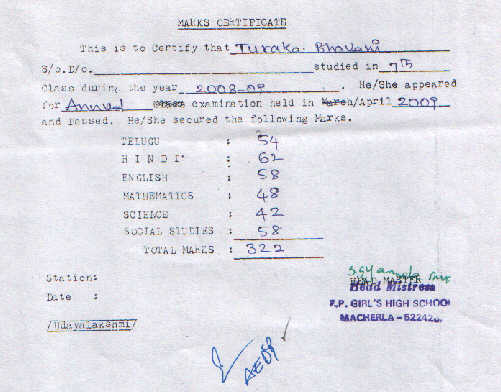 MARKS CERTIFICATE
This is to Certify that Turaka. Bhavani
S/o.D/o. studied in 7th
Class during the year 2008-09. He/She appeared
for Annual examination held in March/April 2009
and Passed. He/She secured the following Marks.
TELUGU : 54
HINDI : 62
ENGLISH : 58
MATHEMATICS : 48
SCIENCE : 42
SOCIAL STUDIES : 58
TOTAL MARKS : 322
Station:
HEAD MASTER
Head Mistress
Date :
Z.P. GIRL'S HIGH SCHOOL
MACHERLA - 522426.
/Udayalakshmi/